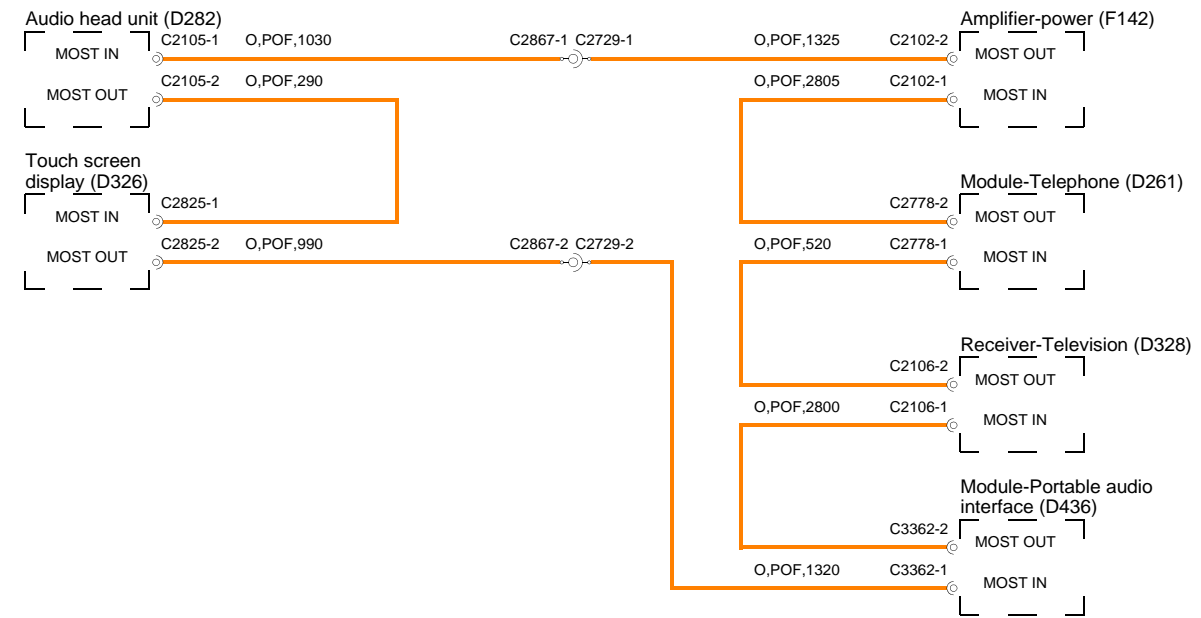 Audio head unit (D282)
Amplifier-power (F142)
C2105-1 O,POF,1030 C2867-1 C2729-1 O,POF,1325 C2102-2
MOST IN
MOST OUT
C2105-2 O,POF,290
O,POF,2805 C2102-1
MOST OUT
MOST IN
Touch screen
display (D326)
Module-Telephone (D261)
C2825-1
C2778-2
MOST IN
MOST OUT
C2825-2 O,POF,990 C2867-2 C2729-2 O,POF,520 C2778-1
MOST OUT
MOST IN
Receiver-Television (D328)
C2106-2
MOST OUT
O,POF,2800 C2106-1
MOST IN
Module-Portable audio
interface (D436)
C3362-2
MOST OUT
O,POF,1320 C3362-1
MOST IN